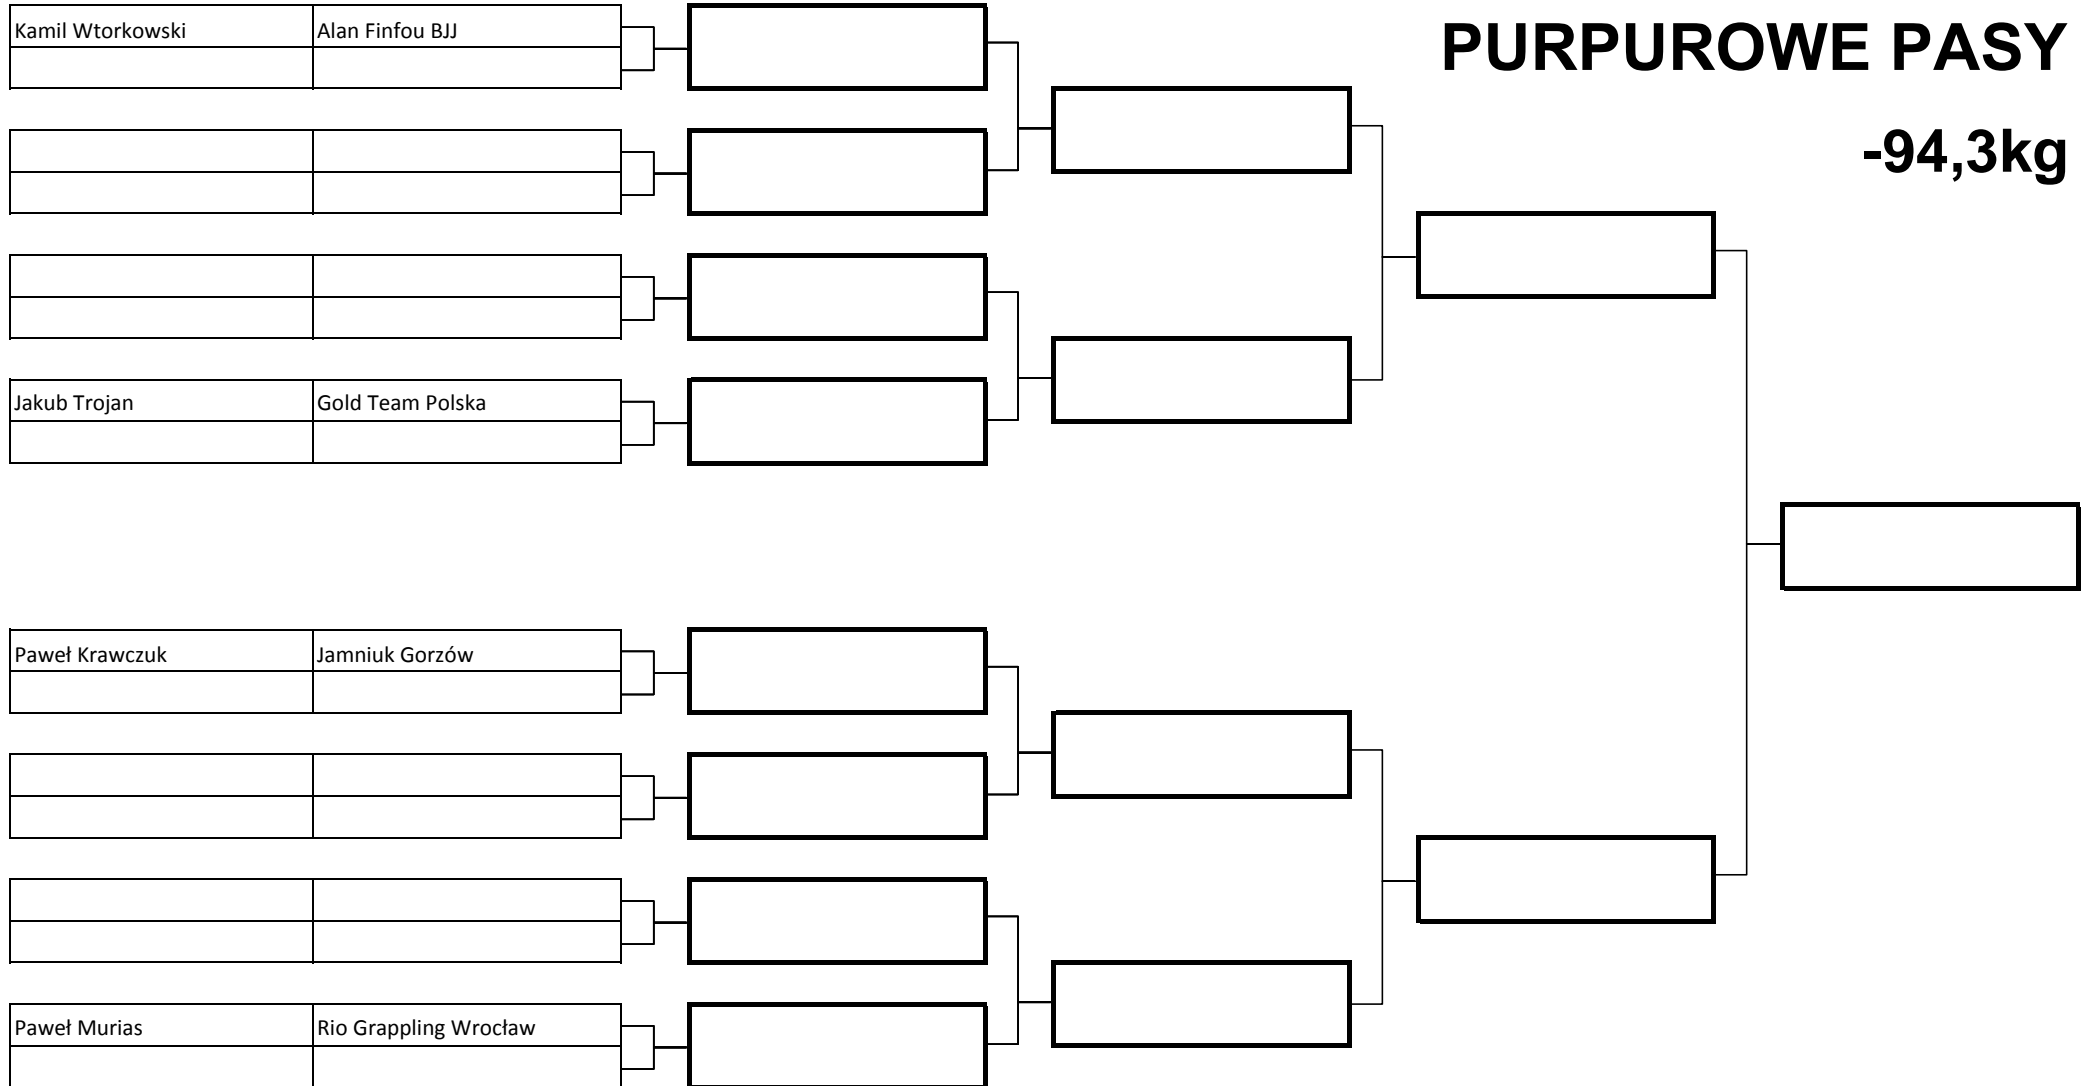 PURPUROWE PASY
-94,3kg
Kamil Wtorkowski Alan Finfou BJJ
Jakub Trojan Gold Team Polska
Paweł Krawczuk Jamniuk Gorzów
Paweł Murias Rio Grappling Wrocław